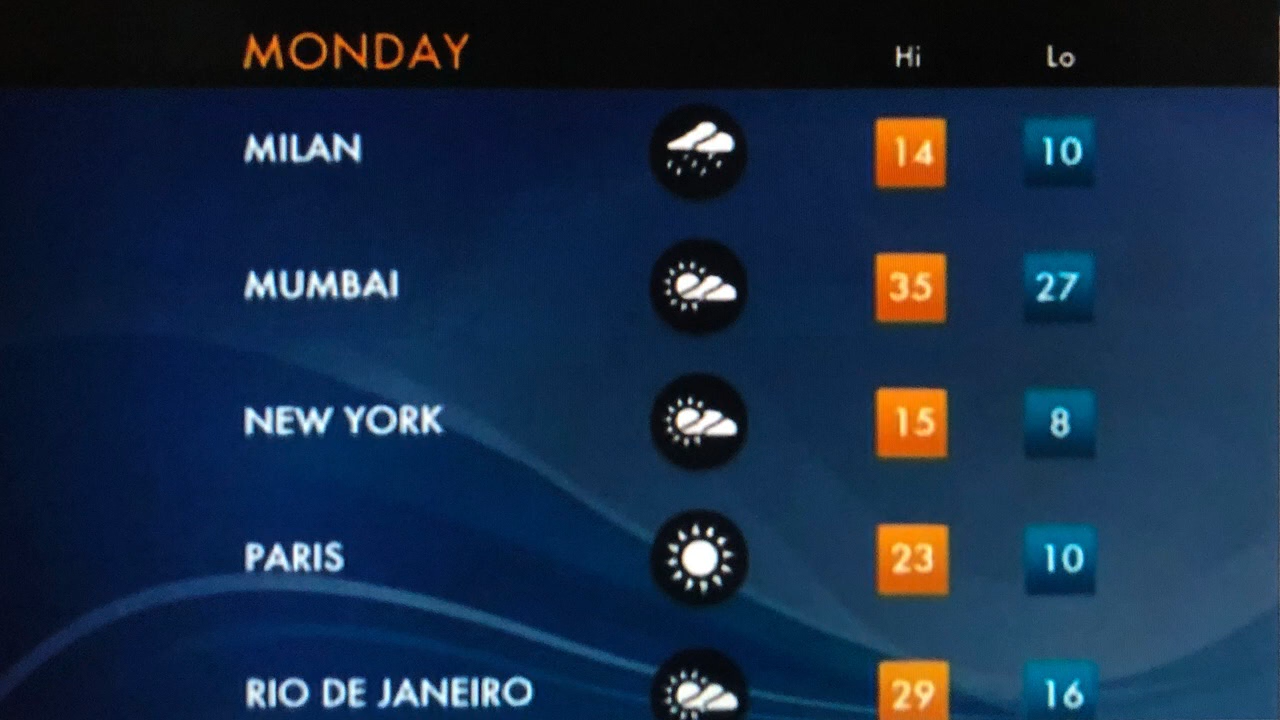 MONDAY Hi Lo
MILAN 14 10
MUMBAI 35 27
NEW YORK 15 8
PARIS 23 10
RIO DE JANEIRO 29 16